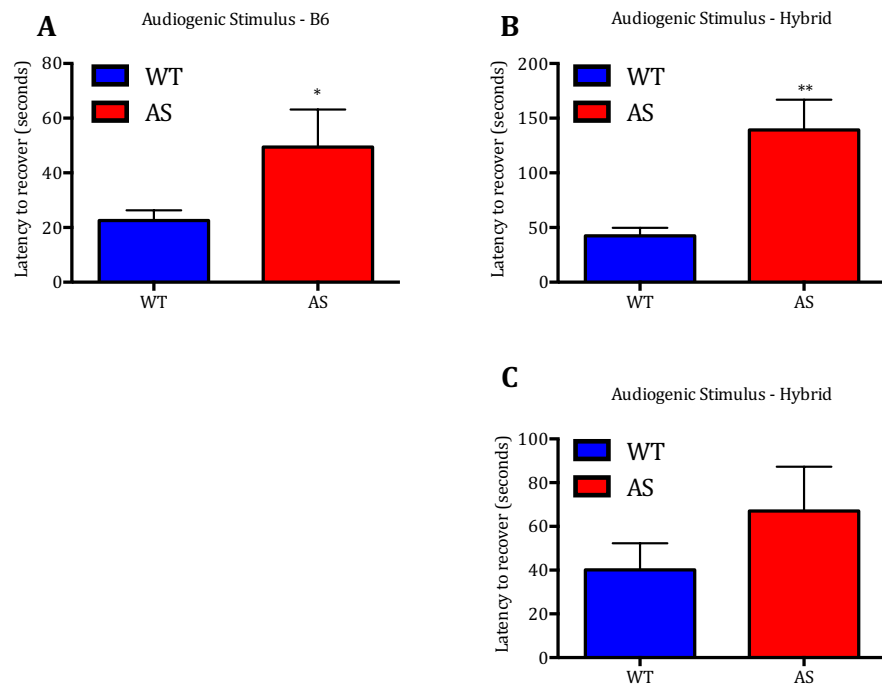 A
Audiogenic Stimulus - B6
Latency to recover (seconds)
80
60
40
20
0
WT
AS
*
WT
AS
B
Audiogenic Stimulus - Hybrid
Latency to recover (seconds)
200
150
100
50
0
WT
AS
**
WT
AS
C
Audiogenic Stimulus - Hybrid
Latency to recover (seconds)
100
80
60
40
20
0
WT
AS
WT
AS